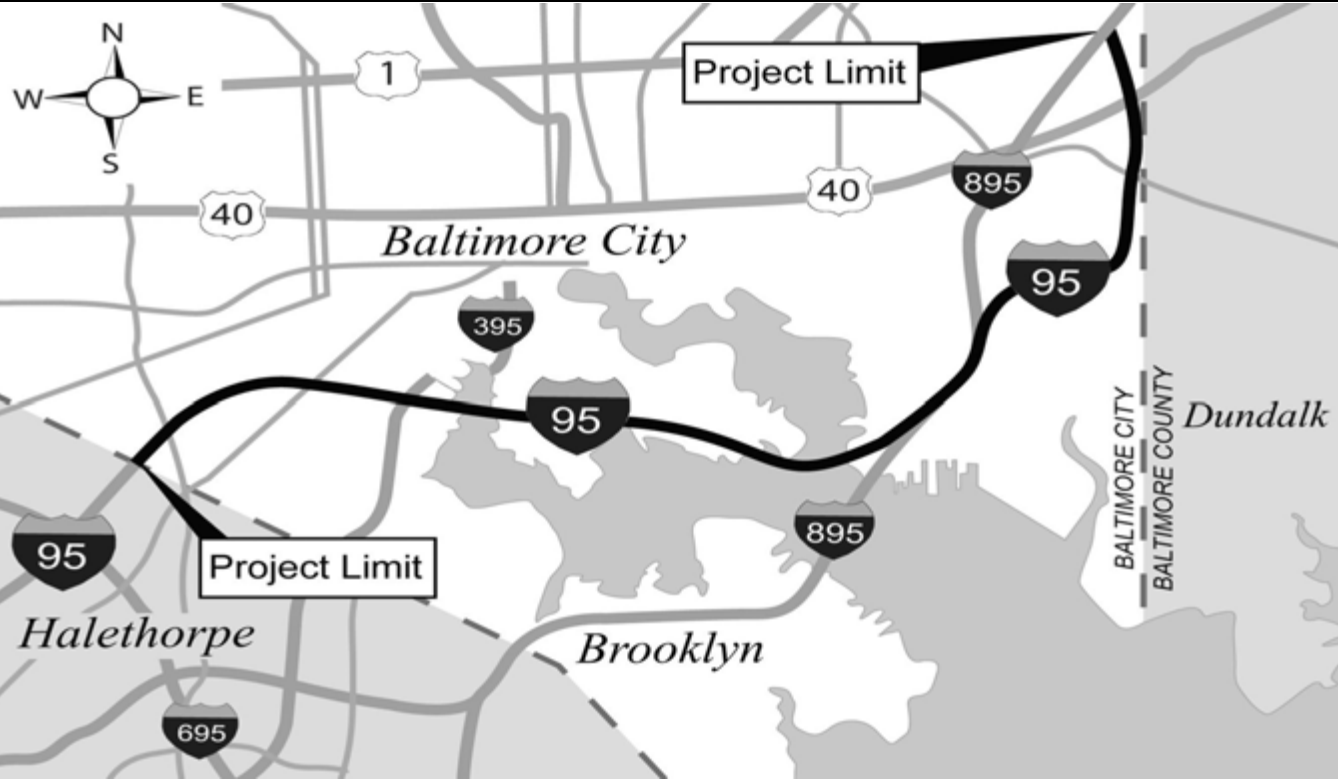 N
W
E
S
1
Project Limit
40
40
895
Baltimore City
95
395
95
BALTIMORE CITY
BALTIMORE COUNTY
Dundalk
895
95
Project Limit
Halethorpe
Brooklyn
695